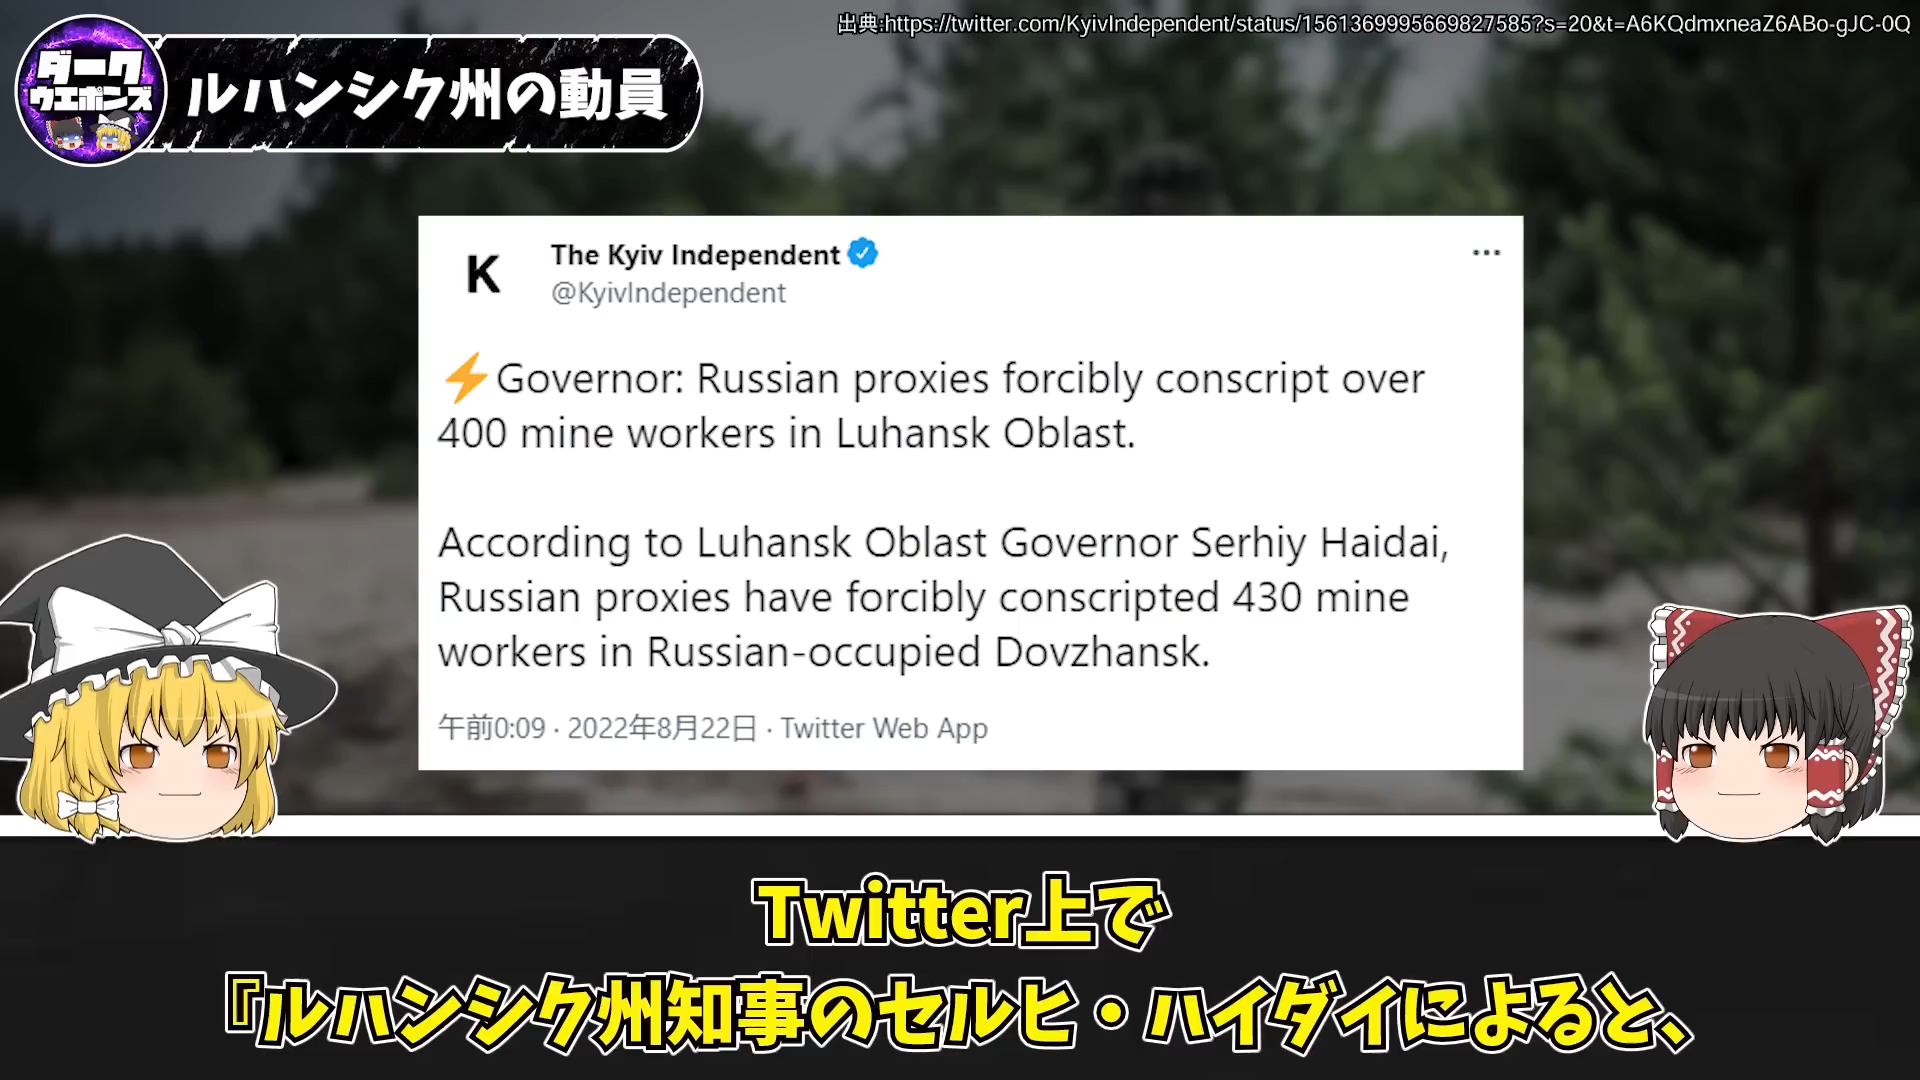 出典:https://twitter.com/KyivIndependent/status/1561369995669827585?s=20&t=A6KQdmxneaZ6ABo-gJC-0Q
ダーク
ウエポンズ
ルハンシク州の動員
K
The Kyiv Independent
@KyivIndependent
⚡Governor: Russian proxies forcibly conscript over
400 mine workers in Luhansk Oblast.
According to Luhansk Oblast Governor Serhiy Haidai,
Russian proxies have forcibly conscripted 430 mine
workers in Russian-occupied Dovzhansk.
午前0:09 · 2022年8月22日 · Twitter Web App
Twitter上で
『ルハンシク州知事のセルヒ・ハイダイによると、